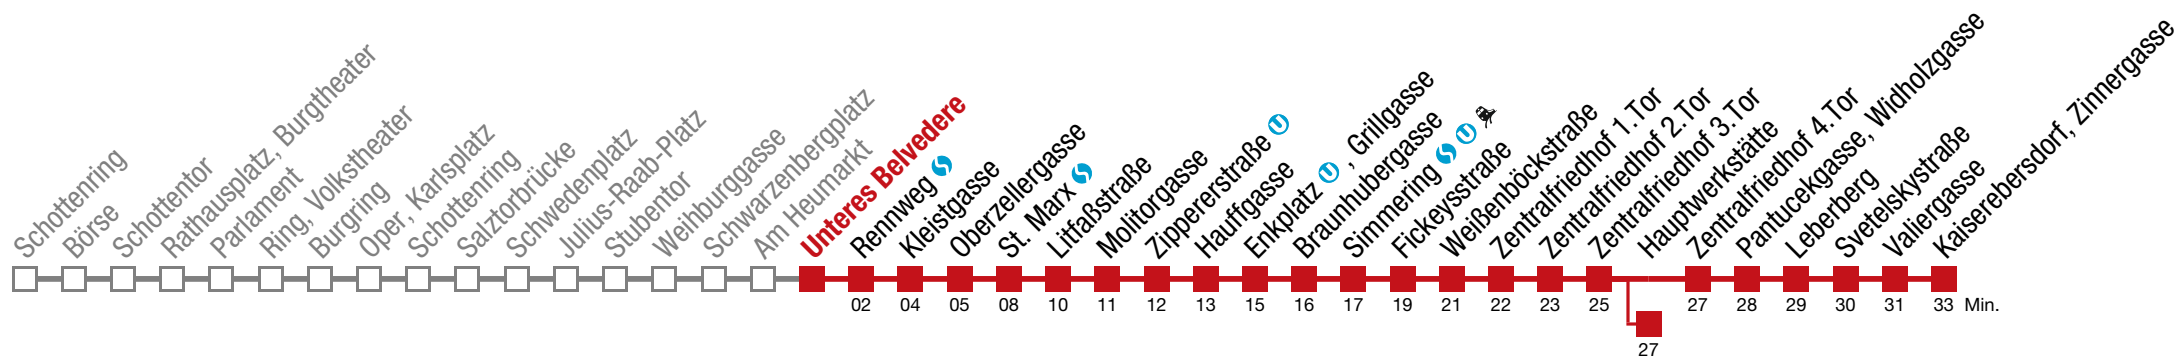 Schottenring
Börse
Schottentor
Rathausplatz, Burgtheater
Parlament
Ring, Volkstheater
Burgring
Oper, Karlsplatz
Schottenring
Salztorbrücke
Schwedenplatz
Julius-Raab-Platz
Stubentor
Weihburggasse
Schwarzenbergplatz
Am Heumarkt
Unteres Belvedere
Rennweg S
Kleistgasse
Oberzellergasse
St. Marx S
Litfaßstraße
Molitorgasse
Zippererstraße U
Hauffgasse
Enkplatz U , Grillgasse
Braunhubergasse
Simmering S U
Fickeysstraße
Weißenböckstraße
Zentralfriedhof 1.Tor
Zentralfriedhof 2.Tor
Zentralfriedhof 3.Tor
Hauptwerkstätte
Zentralfriedhof 4.Tor
Pantucekgasse, Widholzgasse
Leberberg
Svetelskystraße
Valiergasse
Kaiserebersdorf, Zinnergasse
02 04 05 08 10 11 12 13 15 16 17 19 21 22 23 25 27 28 29 30 31 33 Min.
27